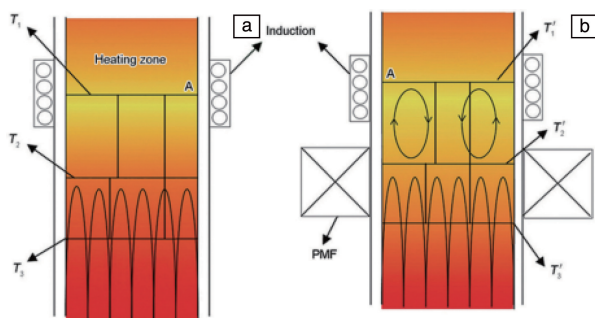 T₁
a
Induction
b
T′₁
Heating zone
A
A
T₂
T′₂
T₃
PMF
T′₃